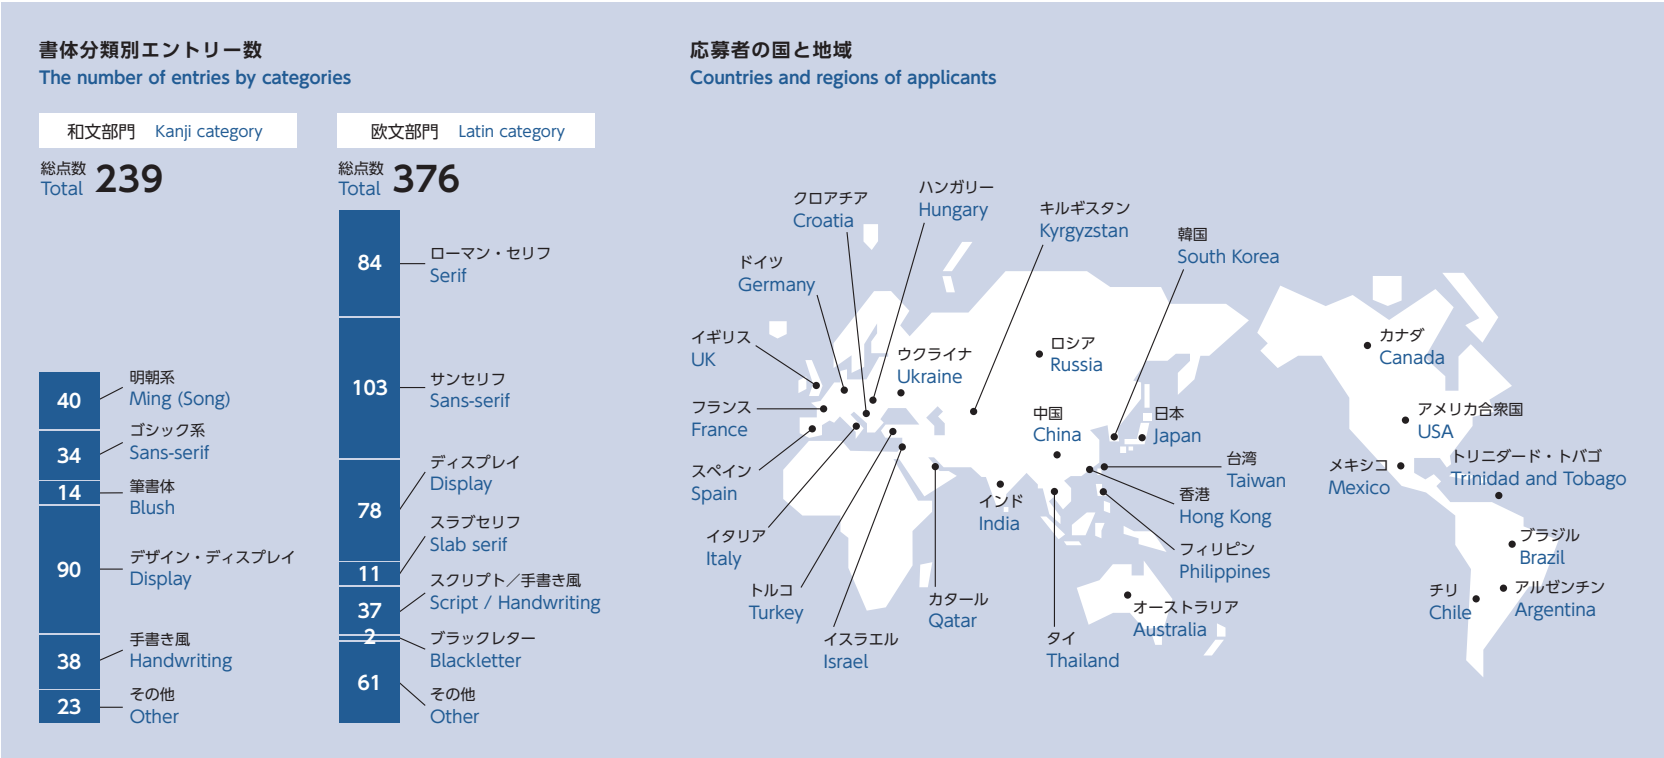 書体分類別エントリー数
The number of entries by categories
和文部門 Kanji category
総点数
Total 239
40
明朝系
Ming (Song)
34
ゴシック系
Sans-serif
14
筆書体
Blush
90
デザイン・ディスプレイ
Display
38
手書き風
Handwriting
23
その他
Other
欧文部門 Latin category
総点数
Total 376
84
ローマン・セリフ
Serif
103
サンセリフ
Sans-serif
78
ディスプレイ
Display
11
スラブセリフ
Slab serif
37
スクリプト／手書き風
Script / Handwriting
2
ブラックレター
Blackletter
61
その他
Other
応募者の国と地域
Countries and regions of applicants
クロアチア
Croatia
ハンガリー
Hungary
キルギスタン
Kyrgyzstan
韓国
South Korea
ドイツ
Germany
イギリス
UK
ウクライナ
Ukraine
ロシア
Russia
フランス
France
中国
China
日本
Japan
スペイン
Spain
台湾
Taiwan
インド
India
香港
Hong Kong
イタリア
Italy
フィリピン
Philippines
トルコ
Turkey
カタール
Qatar
イスラエル
Israel
タイ
Thailand
オーストラリア
Australia
カナダ
Canada
アメリカ合衆国
USA
メキシコ
Mexico
トリニダード・トバゴ
Trinidad and Tobago
ブラジル
Brazil
チリ
Chile
アルゼンチン
Argentina